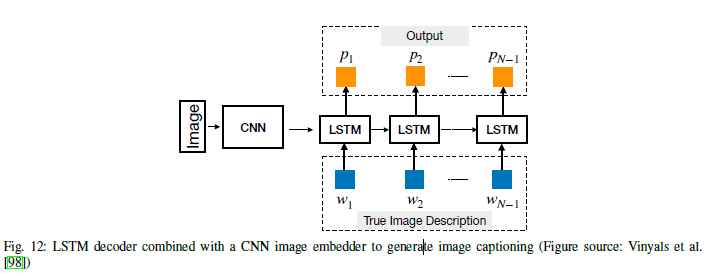 Output
p1 p2 pN−1
Image
CNN
LSTM LSTM LSTM
w1 w2 wN−1
True Image Description
Fig. 12: LSTM decoder combined with a CNN image embedder to generate image captioning (Figure source: Vinyals et al.
[98])